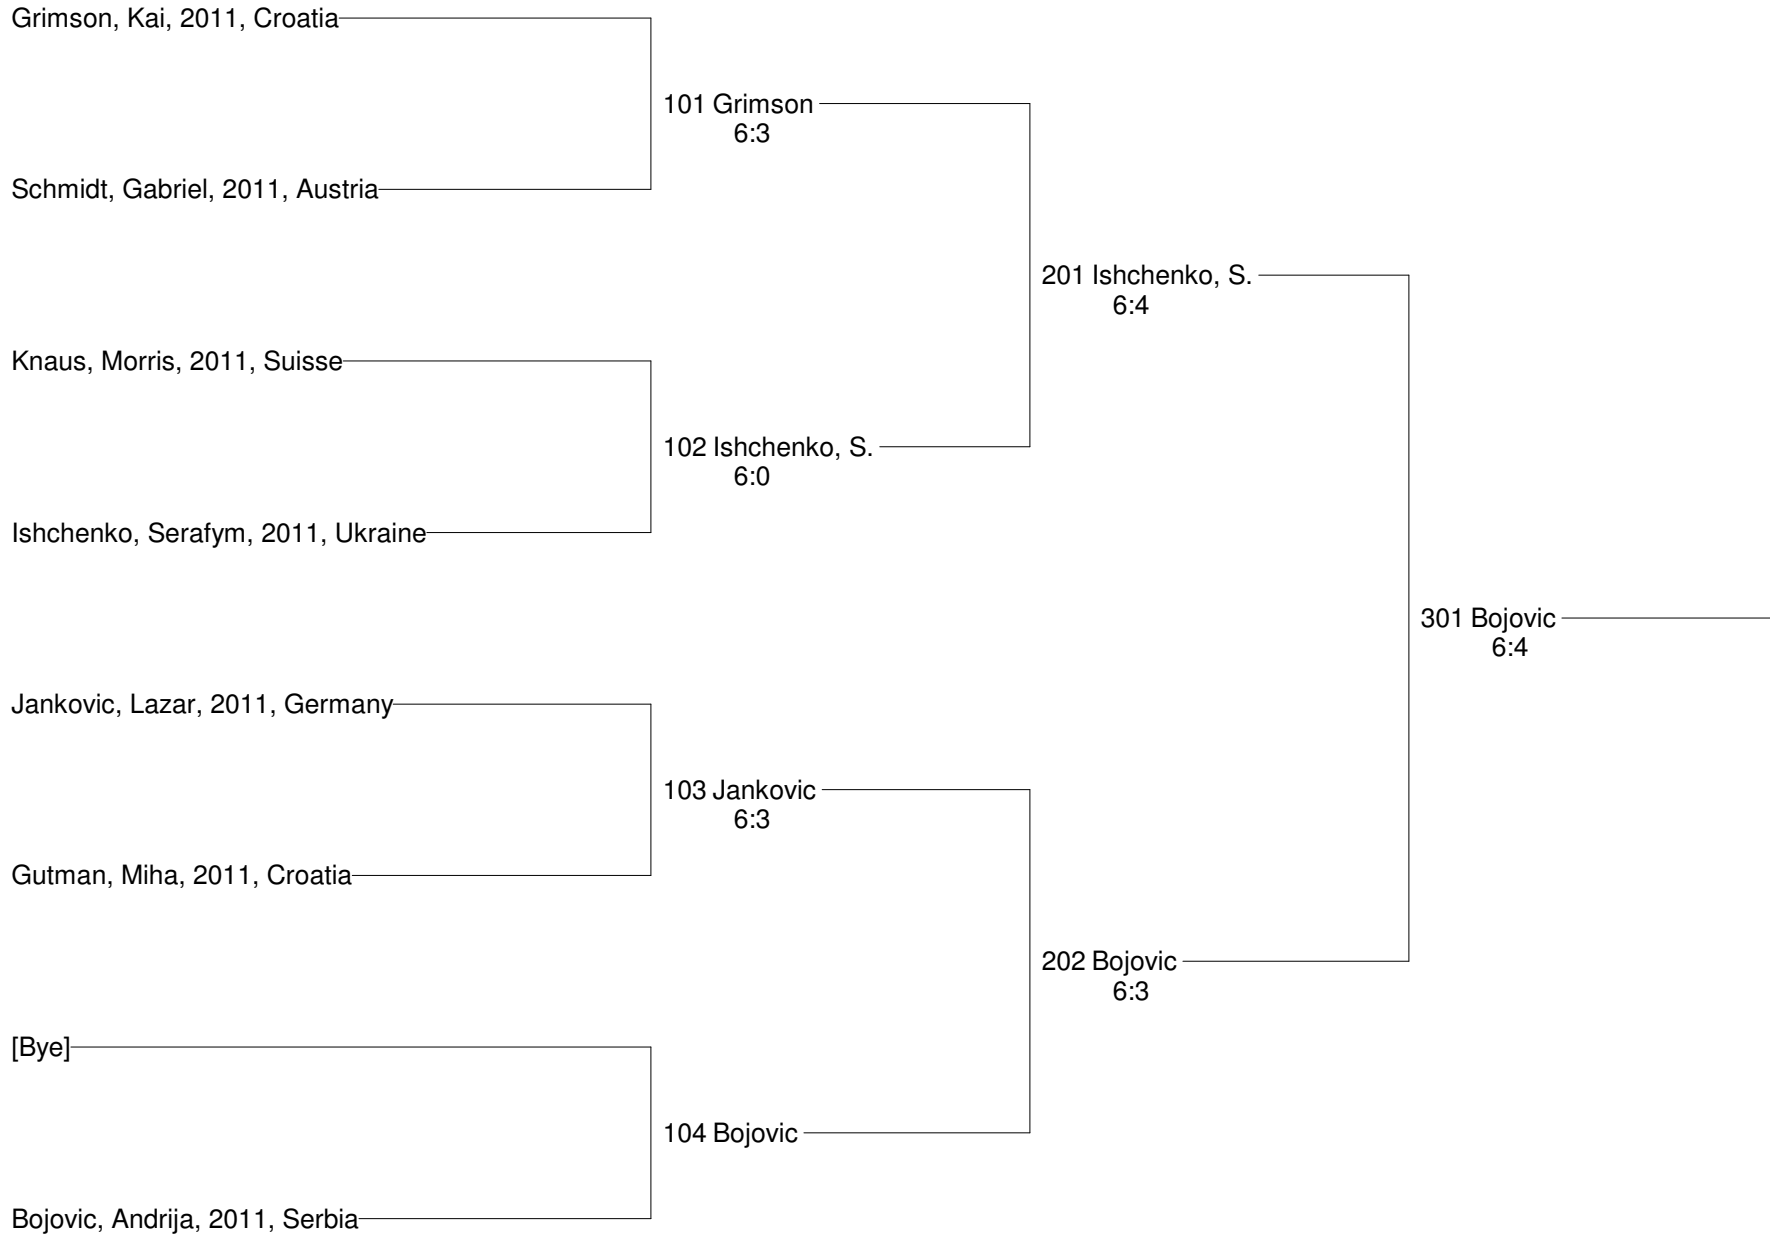 Grimson, Kai, 2011, Croatia
101 Grimson
6:3
Schmidt, Gabriel, 2011, Austria
201 Ishchenko, S.
6:4
Knaus, Morris, 2011, Suisse
102 Ishchenko, S.
6:0
Ishchenko, Serafym, 2011, Ukraine
301 Bojovic
6:4
Jankovic, Lazar, 2011, Germany
103 Jankovic
6:3
Gutman, Miha, 2011, Croatia
202 Bojovic
6:3
[Bye]
104 Bojovic
Bojovic, Andrija, 2011, Serbia